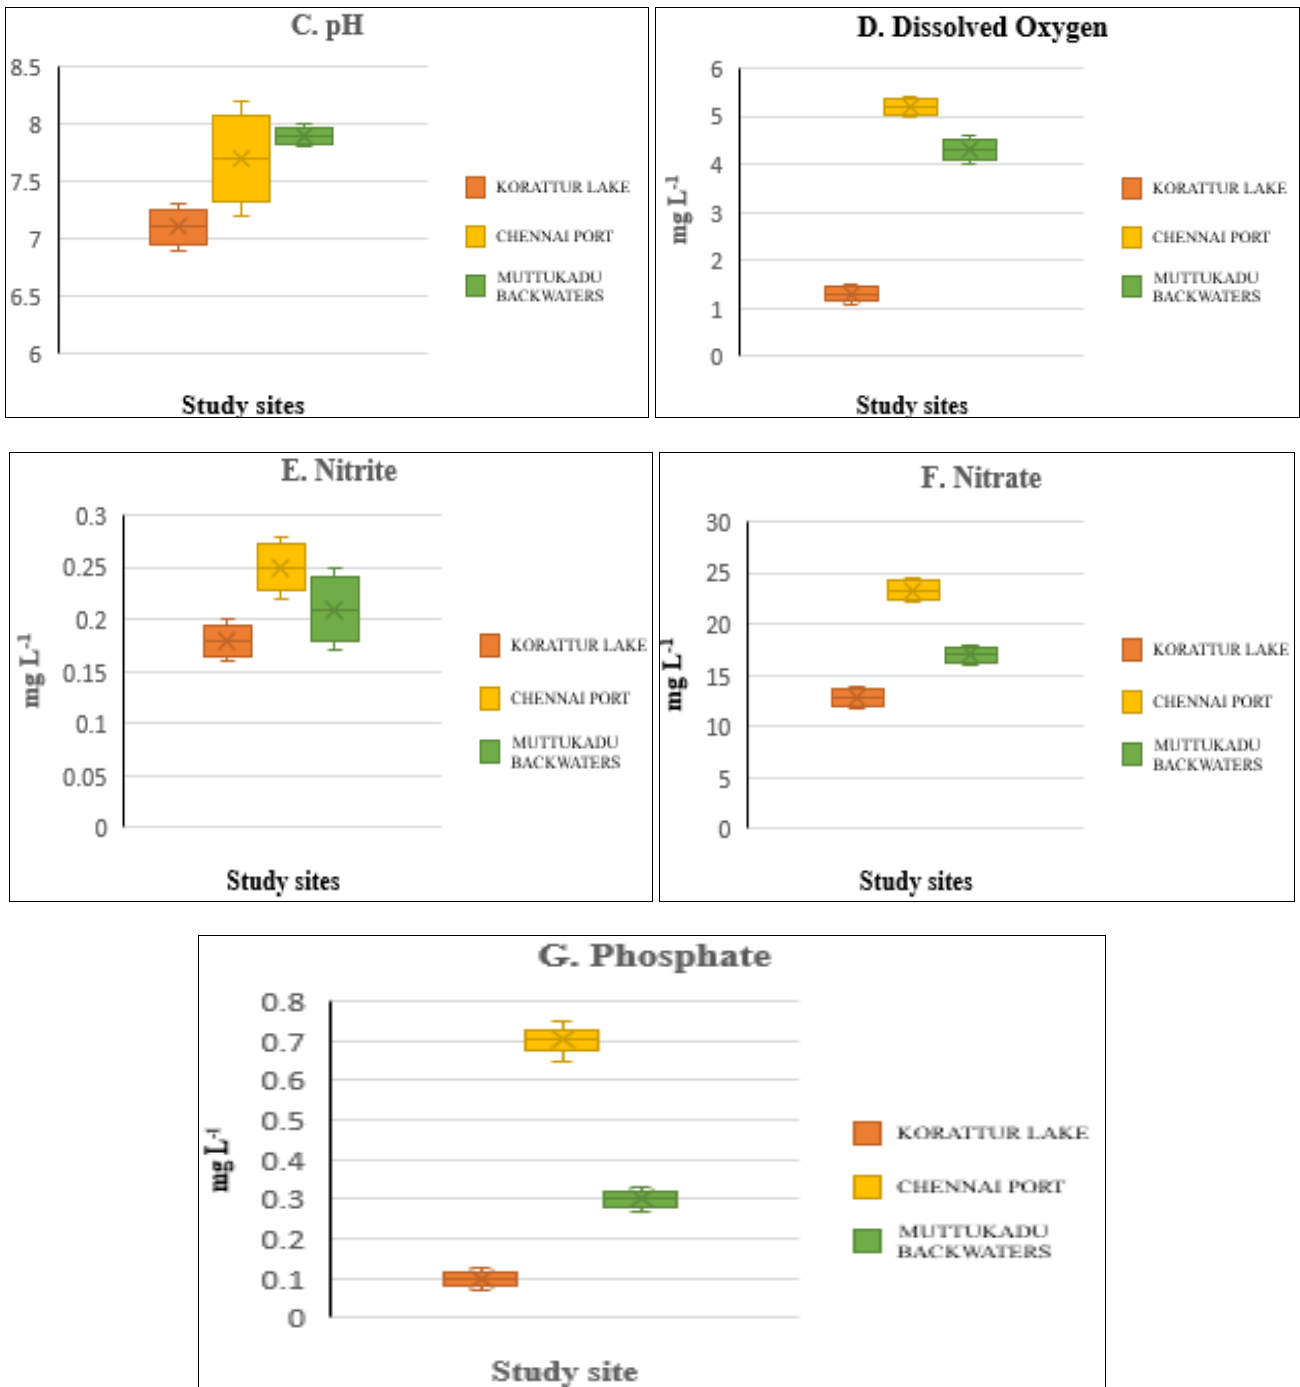 C. pH
8.5
8
7.5
7
6.5
6
KORATTUR LAKE
CHENNAI PORT
MUTTUKADU
BACKWATERS
Study sites
D. Dissolved Oxygen
mg L-1
6
5
4
3
2
1
0
KORATTUR LAKE
CHENNAI PORT
MUTTUKADU
BACKWATERS
Study sites
E. Nitrite
mg L-1
0.3
0.25
0.2
0.15
0.1
0.05
0
KORATTUR LAKE
CHENNAI PORT
MUTTUKADU
BACKWATERS
Study sites
F. Nitrate
mg L-1
30
25
20
15
10
5
0
KORATTUR LAKE
CHENNAI PORT
MUTTUKADU
BACKWATERS
Study sites
G. Phosphate
mg L-1
0.8
0.7
0.6
0.5
0.4
0.3
0.2
0.1
0
KORATTUR LAKE
CHENNAI PORT
MUTTUKADU
BACKWATERS
Study site